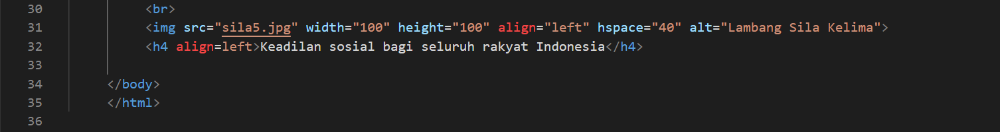 30 <br>
31 <img src="sila5.jpg" width="100" height="100" align="left" hspace="40" alt="Lambang Sila Kelima">
32 <h4 align=left>Keadilan sosial bagi seluruh rakyat Indonesia</h4>
33
34 </body>
35 </html>
36